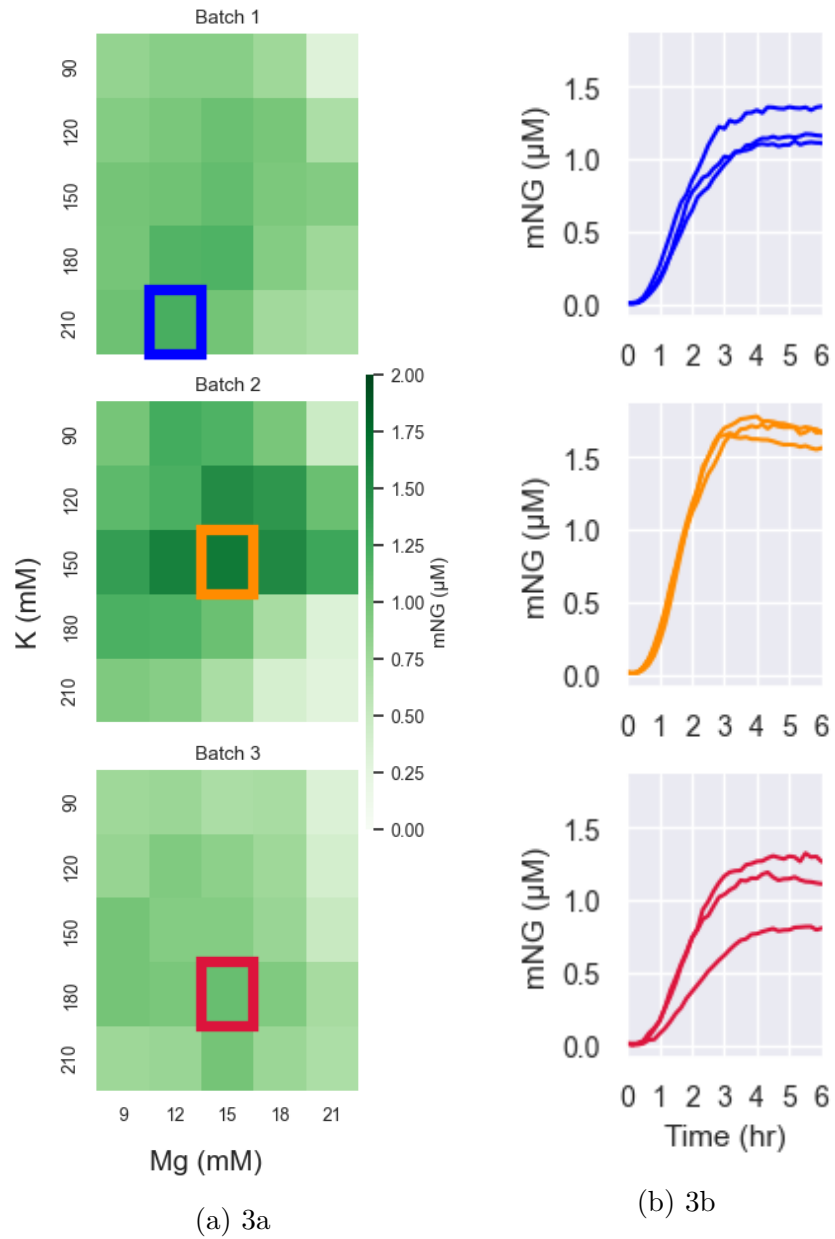 Batch 1
90
120
150
180
210
Batch 2
90
120
150
180
210
K (mM)
2.00
1.75
1.50
1.25
1.00
0.75
0.50
0.25
0.00
mNG (μM)
Batch 3
90
120
150
180
210
9 12 15 18 21
Mg (mM)
(a) 3a
1.5
1.0
0.5
0.0
mNG (μM)
0 1 2 3 4 5 6
1.5
1.0
0.5
0.0
mNG (μM)
0 1 2 3 4 5 6
1.5
1.0
0.5
0.0
mNG (μM)
0 1 2 3 4 5 6
Time (hr)
(b) 3b